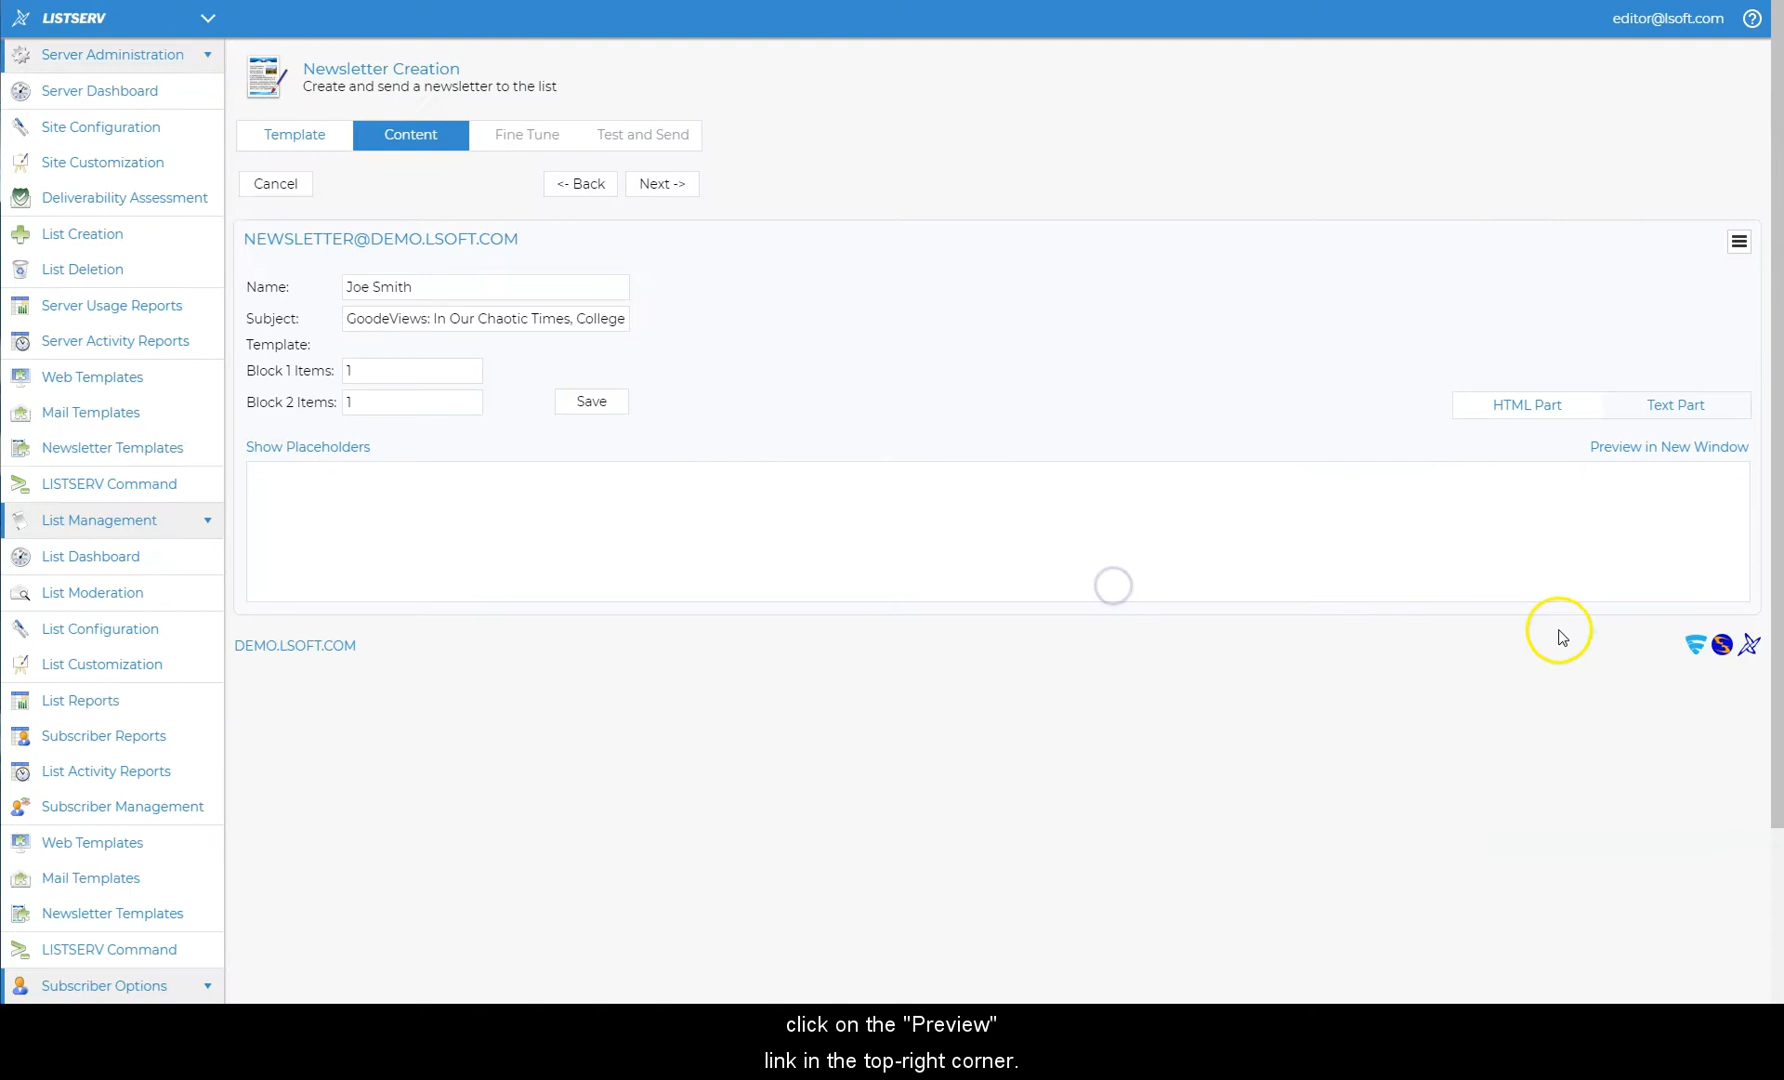 LISTSERV
editor@lsoft.com
Server Administration
Server Dashboard
Site Configuration
Site Customization
Deliverability Assessment
List Creation
List Deletion
Server Usage Reports
Server Activity Reports
Web Templates
Mail Templates
Newsletter Templates
LISTSERV Command
List Management
List Dashboard
List Moderation
List Configuration
List Customization
List Reports
Subscriber Reports
List Activity Reports
Subscriber Management
Web Templates
Mail Templates
Newsletter Templates
LISTSERV Command
Subscriber Options
Newsletter Creation
Create and send a newsletter to the list
Template Content Fine Tune Test and Send
Cancel <- Back Next ->
NEWSLETTER@DEMO.LSOFT.COM
Name: Joe Smith
Subject: GoodeViews: In Our Chaotic Times, College
Template:
Block 1 Items: 1
Block 2 Items: 1 Save HTML Part Text Part
Show Placeholders Preview in New Window
DEMO.LSOFT.COM
click on the "Preview"
link in the top-right corner.